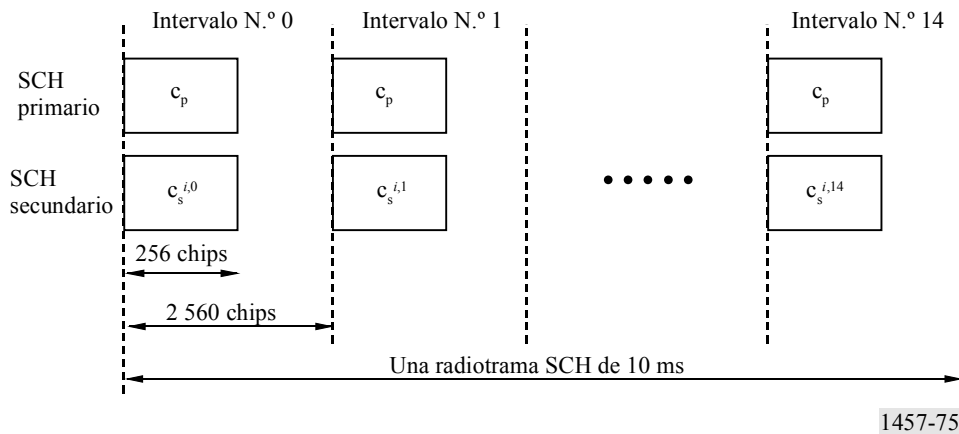 Intervalo N.º 0 Intervalo N.º 1 Intervalo N.º 14
SCH
primario
c_p c_p c_p
SCH
secundario
c_s^{i,0} c_s^{i,1} c_s^{i,14}
256 chips
2 560 chips
Una radiotrama SCH de 10 ms
1457-75